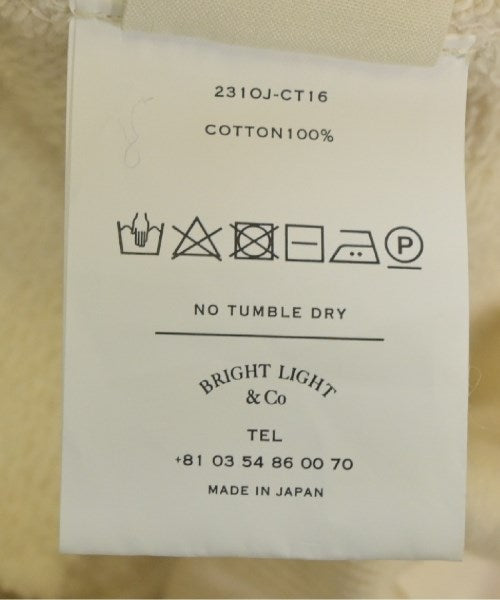 2310J-CT16
COTTON100%
P
NO TUMBLE DRY
BRIGHT LIGHT
& Co
TEL
+81 03 54 86 00 70
MADE IN JAPAN